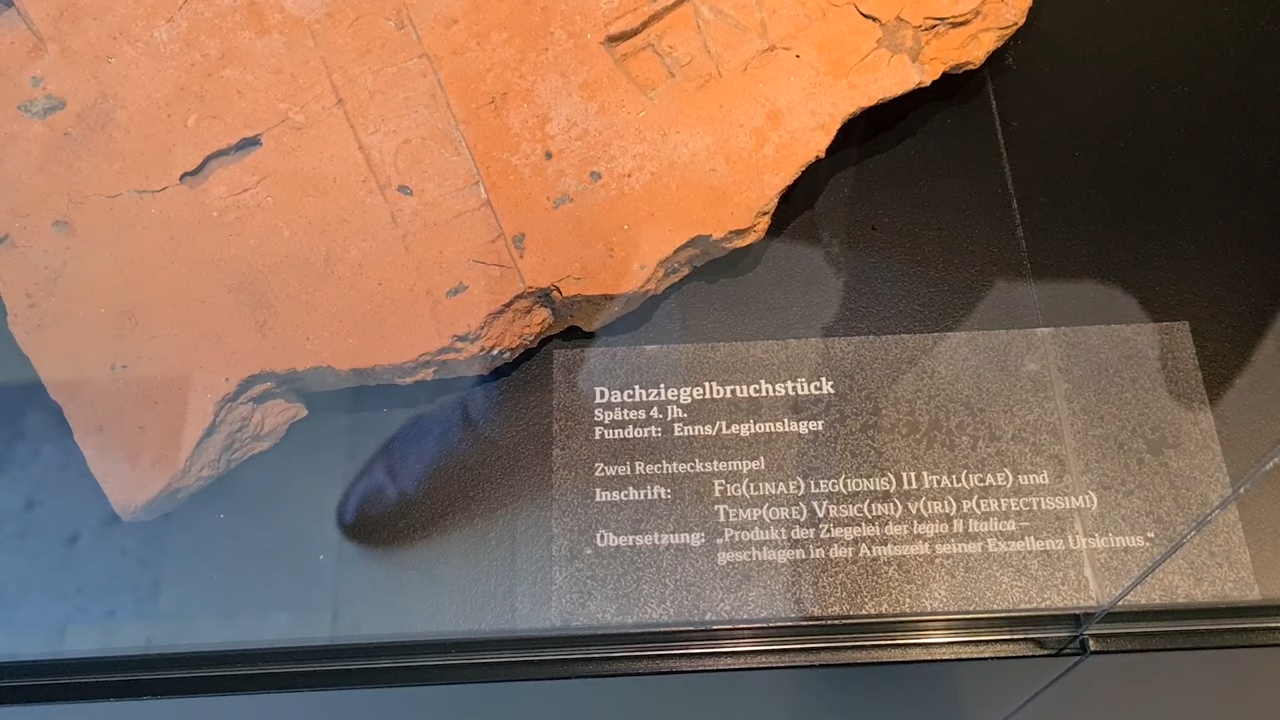 Dachziegelbruchstück
Spätes 4. Jh.
Fundort: Enns/Legionslager
Zwei Rechteckstempel
Inschrift: FIG(LINAE) LEG(IONIS) II ITAL(ICAE) und
TEMP(ORE) VRSIC(INI) V(IRI) P(ERFECTISSIMI)
Übersetzung: „Produkt der Ziegelei der legio II Italica –
geschlagen in der Amtszeit seiner Exzellenz Ursicinus.“